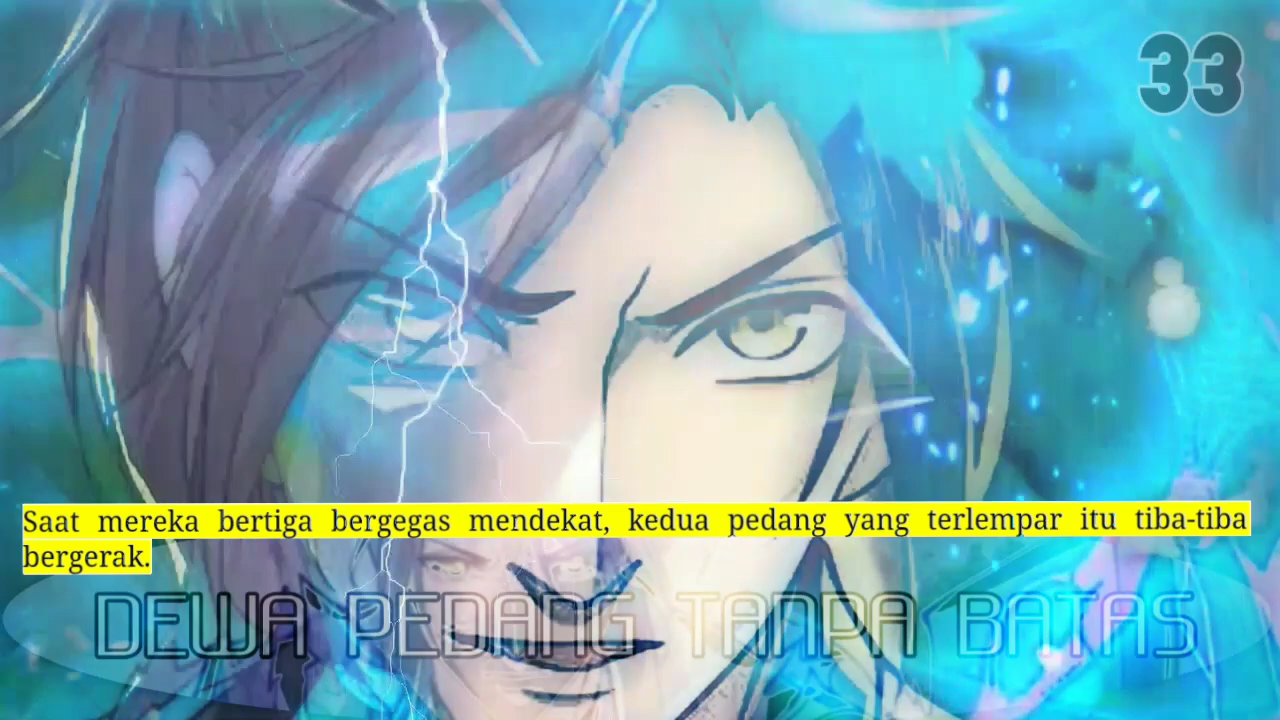 33
Saat mereka bertiga bergegas mendekat, kedua pedang yang terlempar itu tiba-tiba
bergerak.
DEWA PEDANG TANPA BATAS